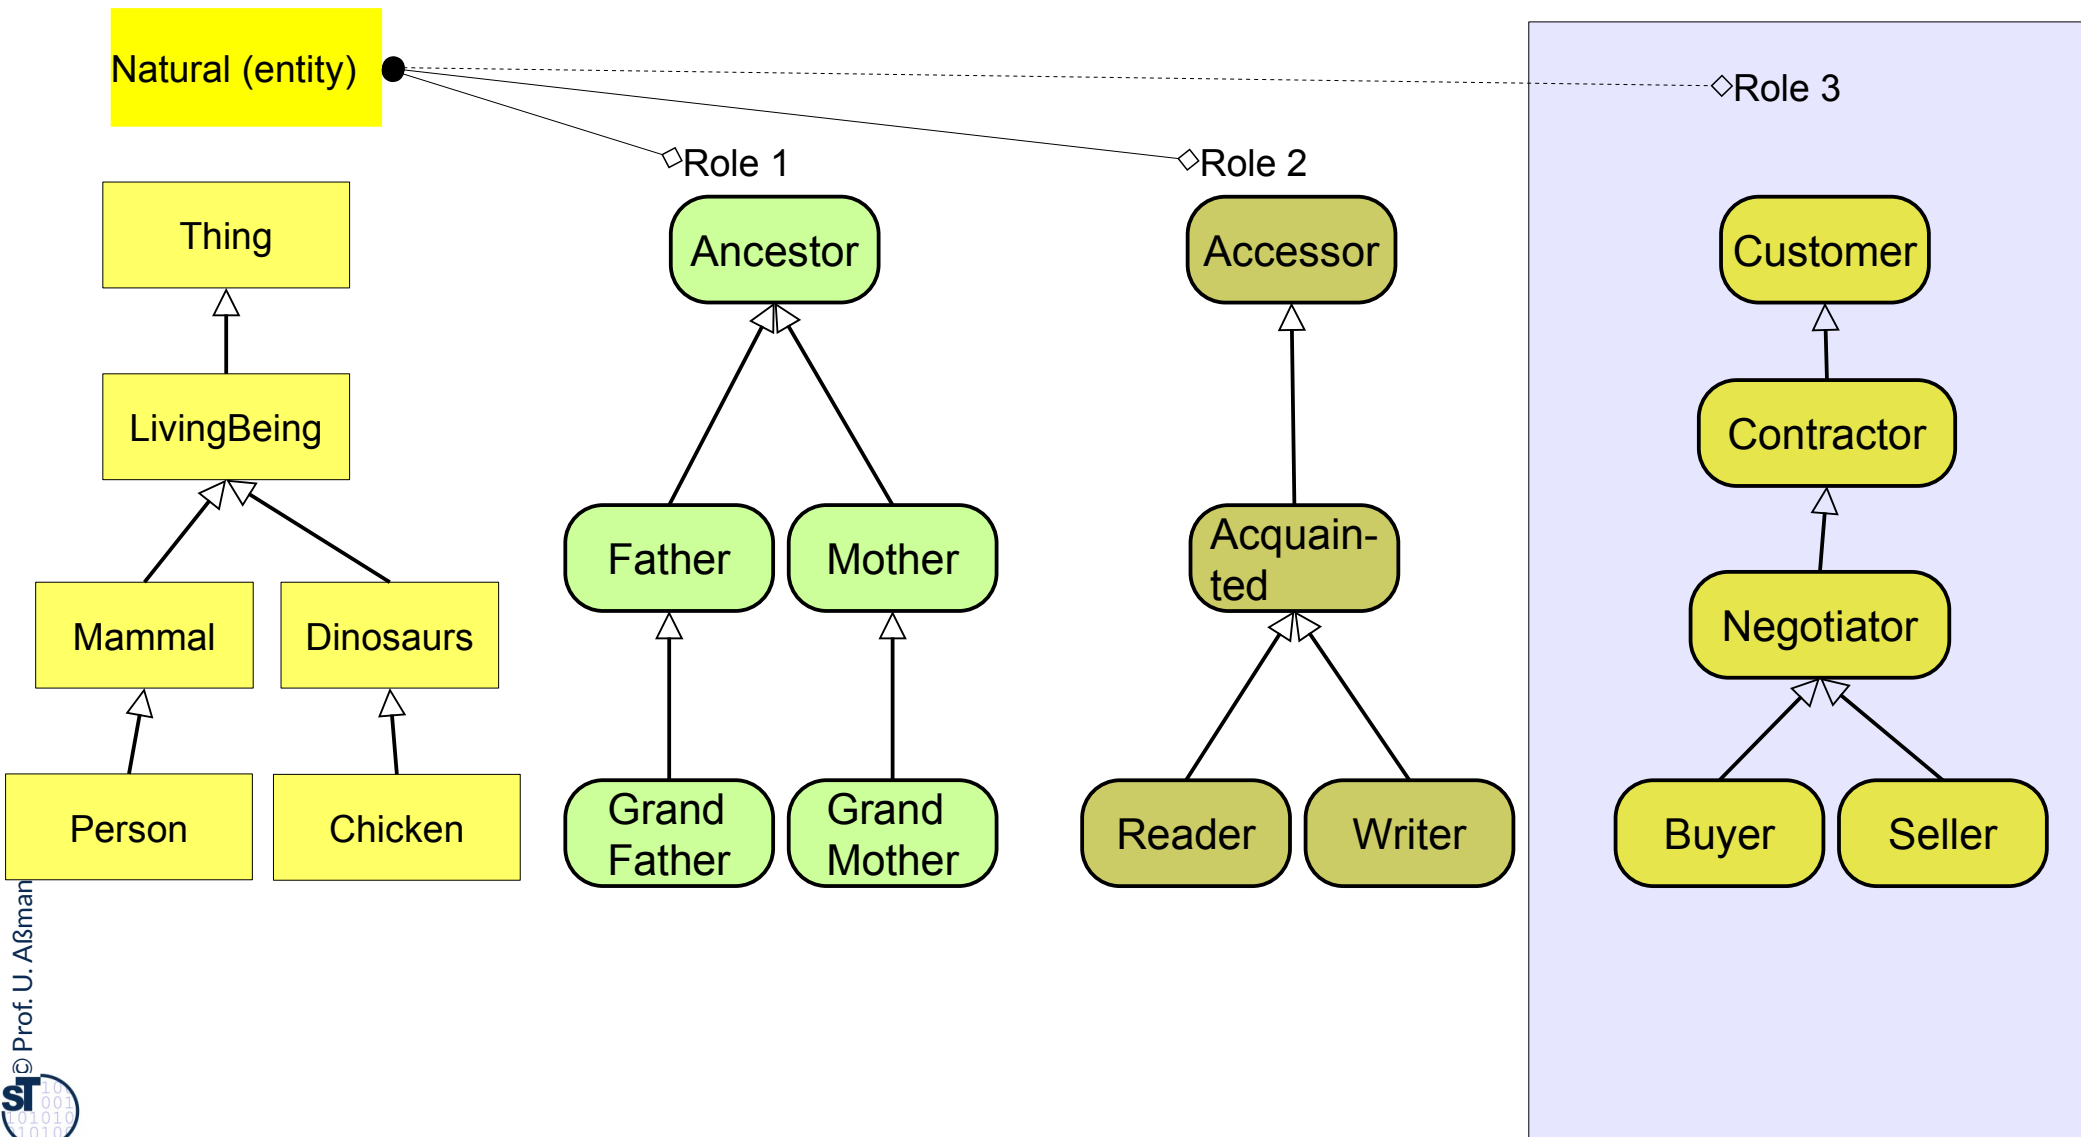 Natural (entity)
Role 3
Role 1
Role 2
Thing
Ancestor
Accessor
Customer
LivingBeing
Contractor
Father
Mother
Acquain-
ted
Mammal
Dinosaurs
Negotiator
Person
Chicken
Grand
Father
Grand
Mother
Reader
Writer
Buyer
Seller
© Prof. U. Aßman
ST